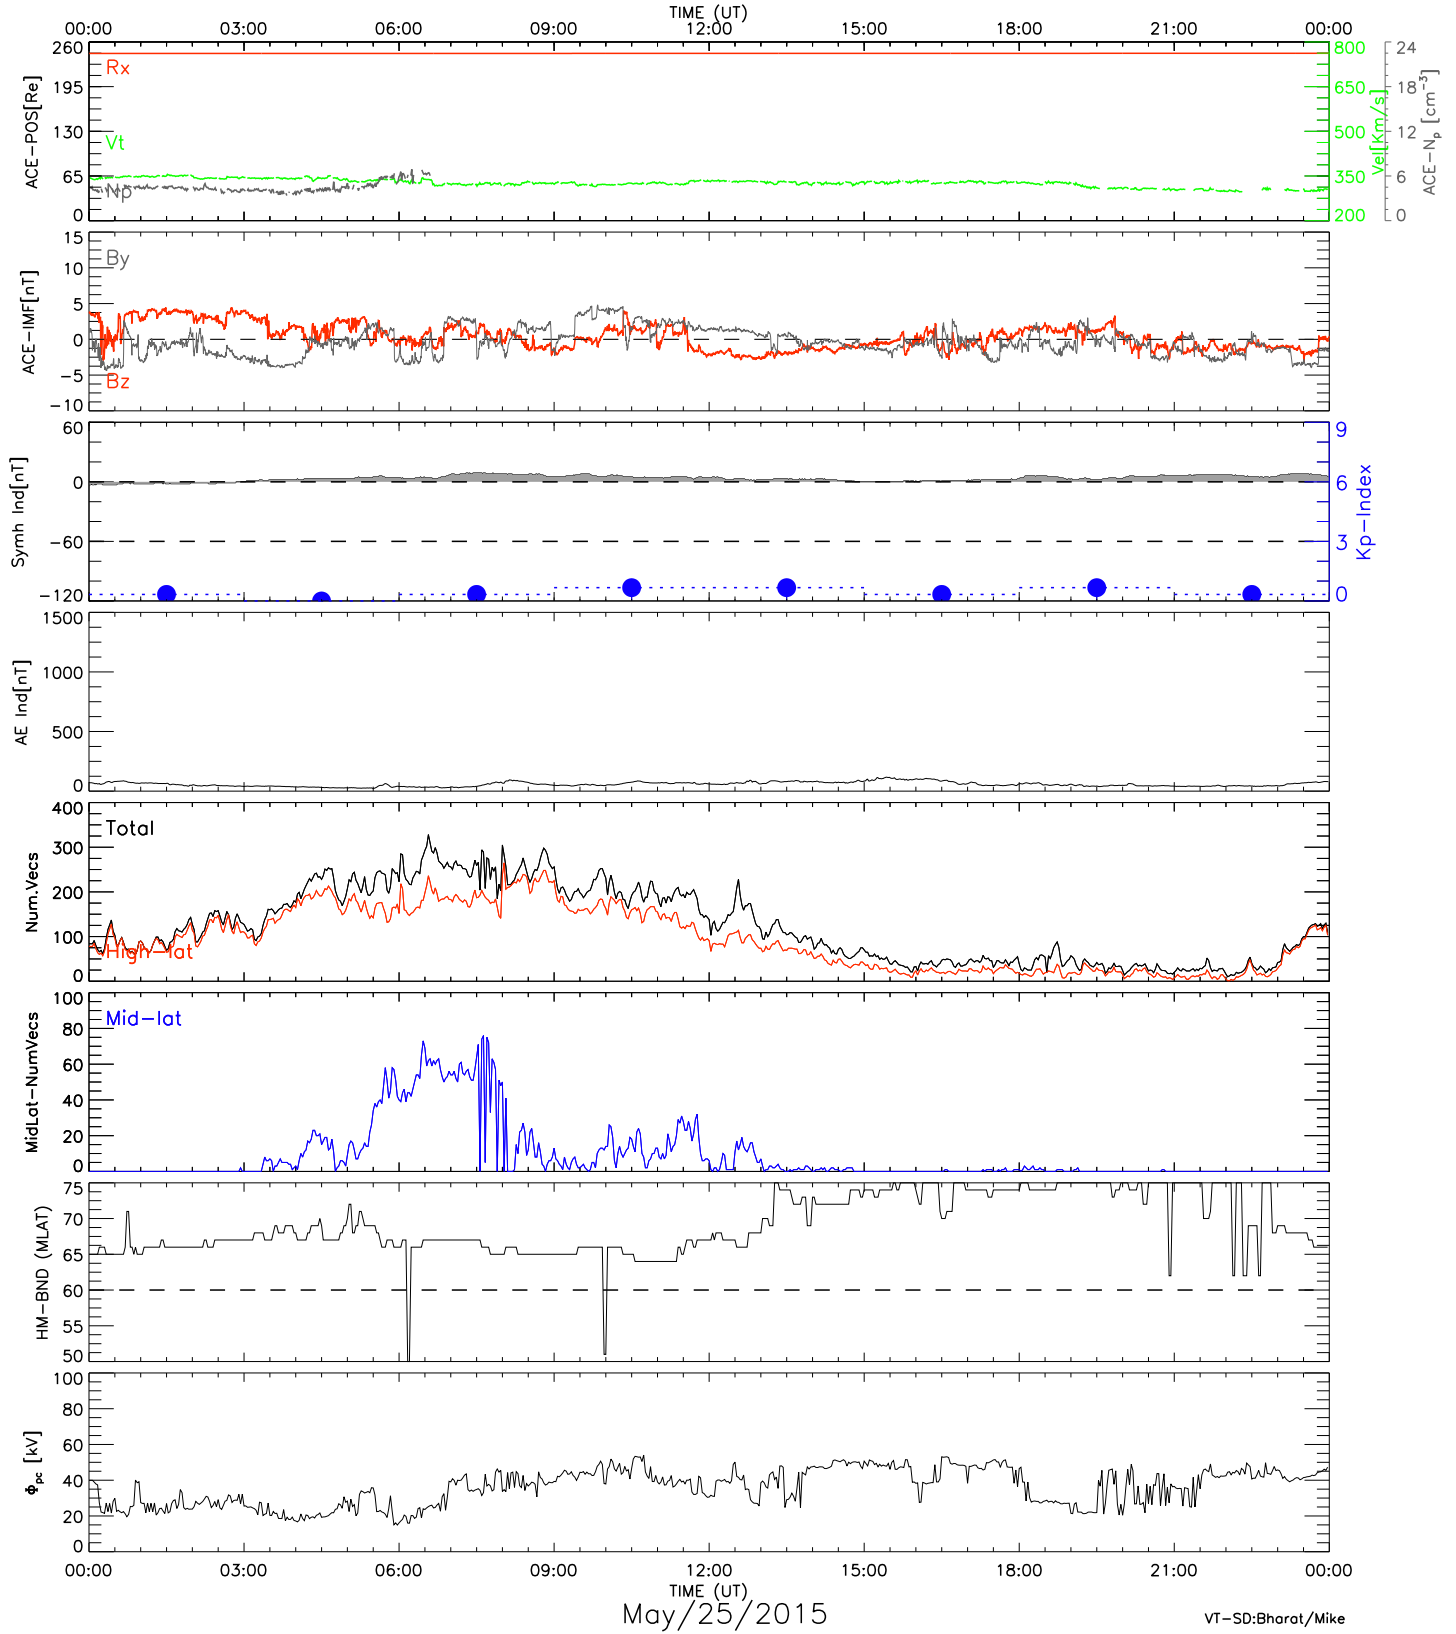 TIME (UT)
00:00 03:00 06:00 09:00 12:00 15:00 18:00 21:00 00:00
260
195
130
65
0
ACE-POS[Re]
Rx
Vt
Np
800
650
500
350
200
Vel[Km/s]
24
18
12
6
0
ACE-Np [cm⁻³]
15
10
5
0
-5
-10
ACE-IMF[nT]
By
Bz
60
0
-60
-120
Symh Ind[nT]
9
6
3
0
Kp-Index
1500
1000
500
0
AE Ind[nT]
400
300
200
100
0
Num.Vecs
Total
High-lat
100
80
60
40
20
0
MidLat-NumVecs
Mid-lat
75
70
65
60
55
50
HM-BND (MLAT)
100
80
60
40
20
0
Φpc [kV]
00:00 03:00 06:00 09:00 12:00 15:00 18:00 21:00 00:00
TIME (UT)
May/25/2015
VT-SD:Bharat/Mike